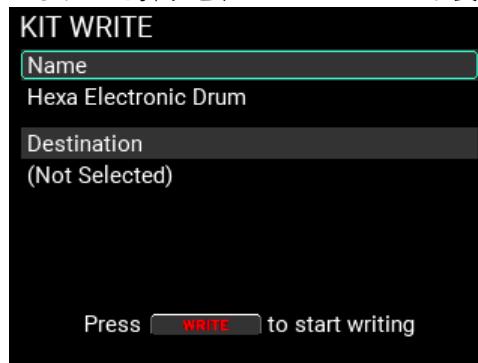 KIT WRITE
Name
Hexa Electronic Drum
Destination
(Not Selected)
Press WRITE to start writing